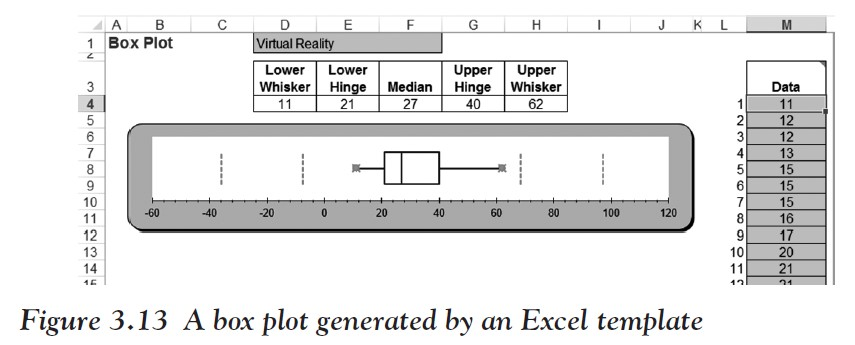 A B C D E F G H I J K L M
1 Box Plot Virtual Reality
2
Lower Lower Upper Upper
3 Whisker Hinge Median Hinge Whisker Data
4 11 21 27 40 62 1 11
5 2 12
6 3 12
7 4 13
8 5 15
9 6 15
10 7 15
11 8 16
12 9 17
13 10 20
14 11 21
15 12 21
-60 -40 -20 0 20 40 60 80 100 120
Figure 3.13 A box plot generated by an Excel template